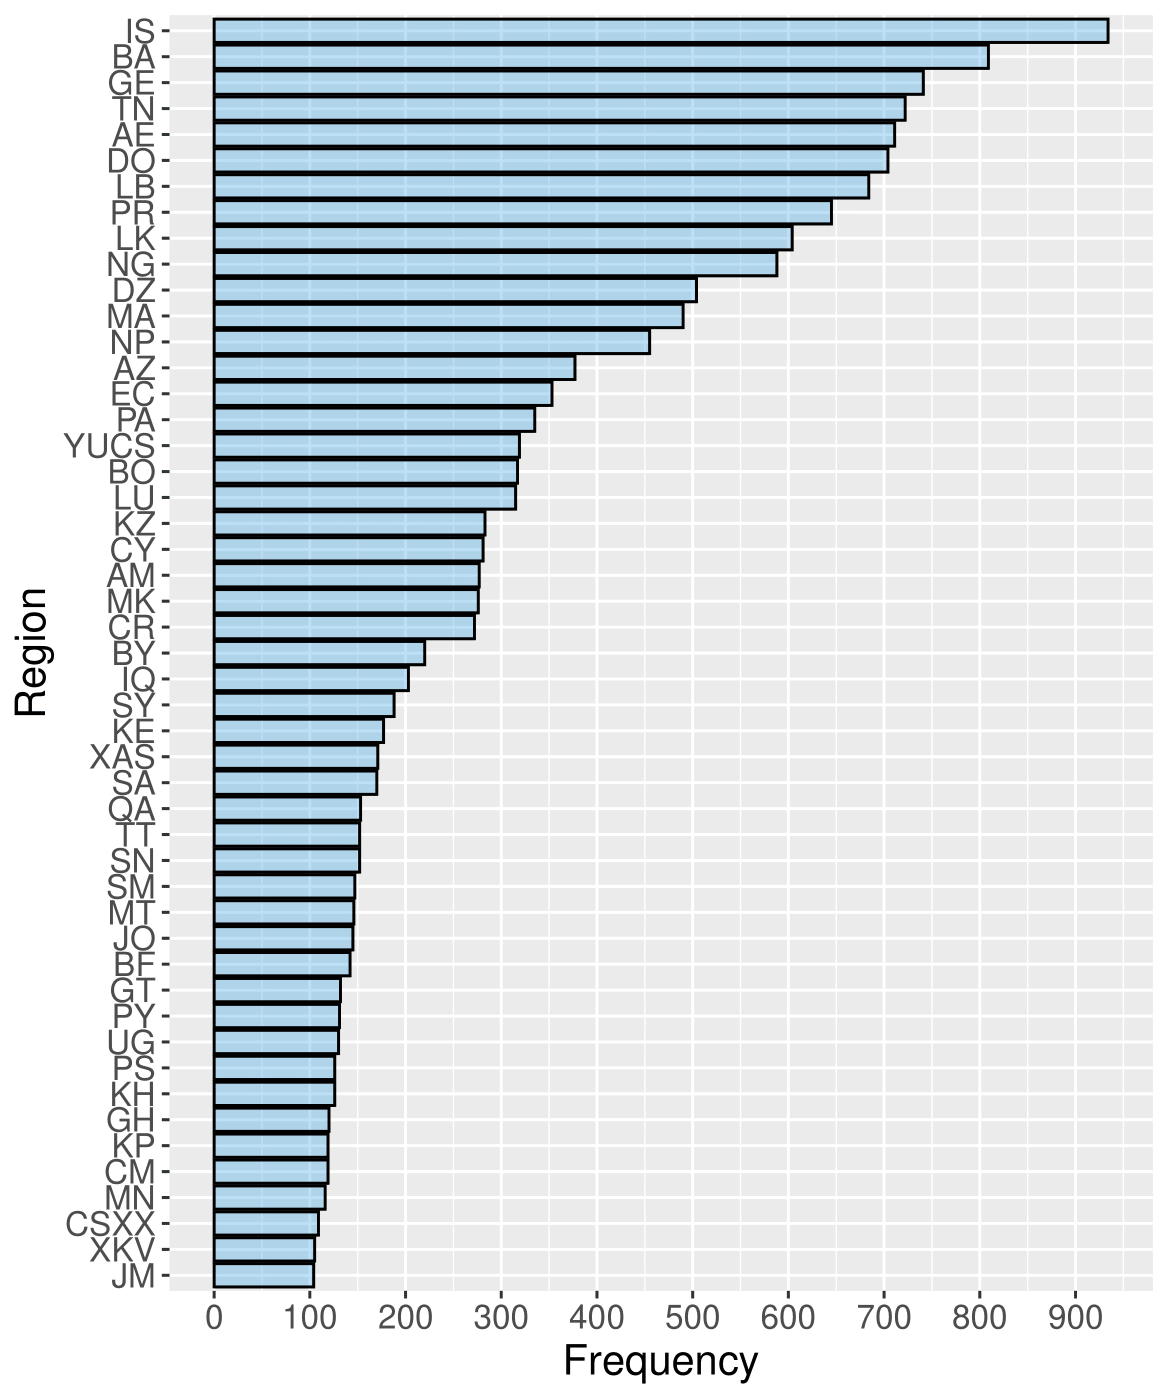 IS
BA
GE
TN
AE
DO
LB
PR
LK
NG
DZ
MA
NP
AZ
EC
PA
YUCS
BO
LU
KZ
CY
AM
MK
CR
BY
IQ
SY
KE
XAS
SA
QA
TT
SN
SM
MT
JO
BF
GT
PY
UG
PS
KH
GH
KP
CM
MN
CSXX
XKV
JM
Region
0 100 200 300 400 500 600 700 800 900
Frequency